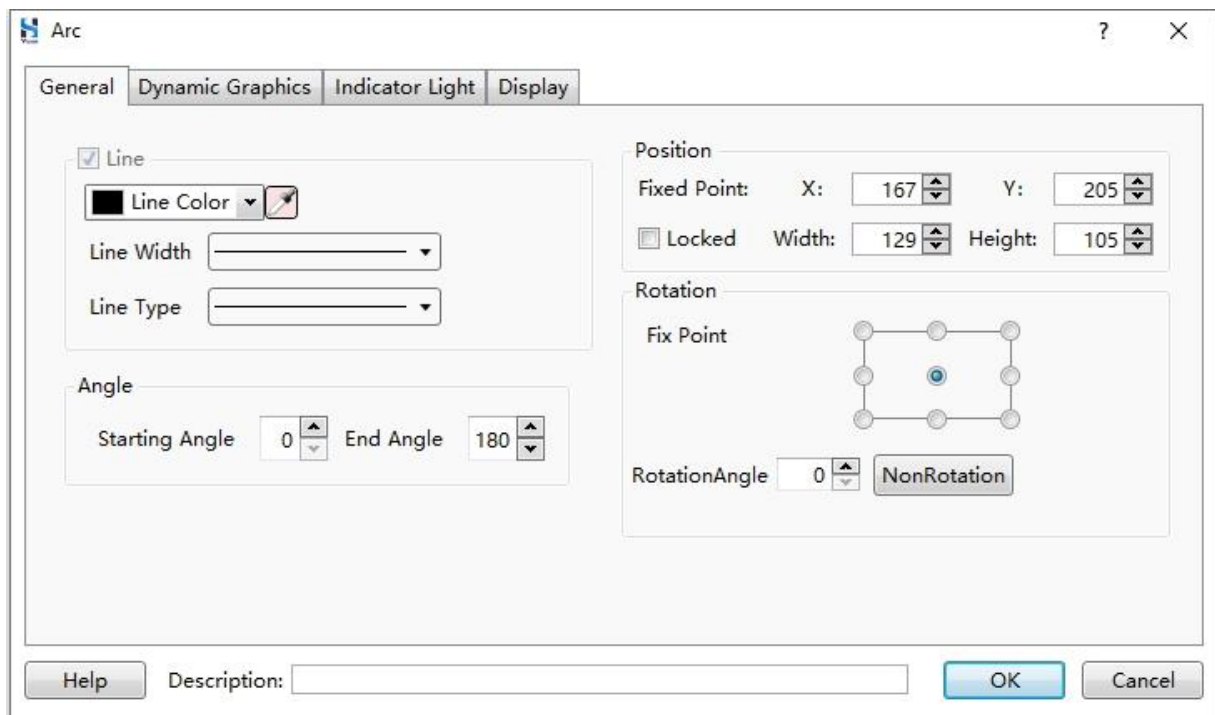 Arc
?
General Dynamic Graphics Indicator Light Display
Line
Line Color
Line Width
Line Type
Angle
Starting Angle 0 End Angle 180
Position
Fixed Point: X: 167 Y: 205
Locked Width: 129 Height: 105
Rotation
Fix Point
RotationAngle 0 NonRotation
Help Description: OK Cancel